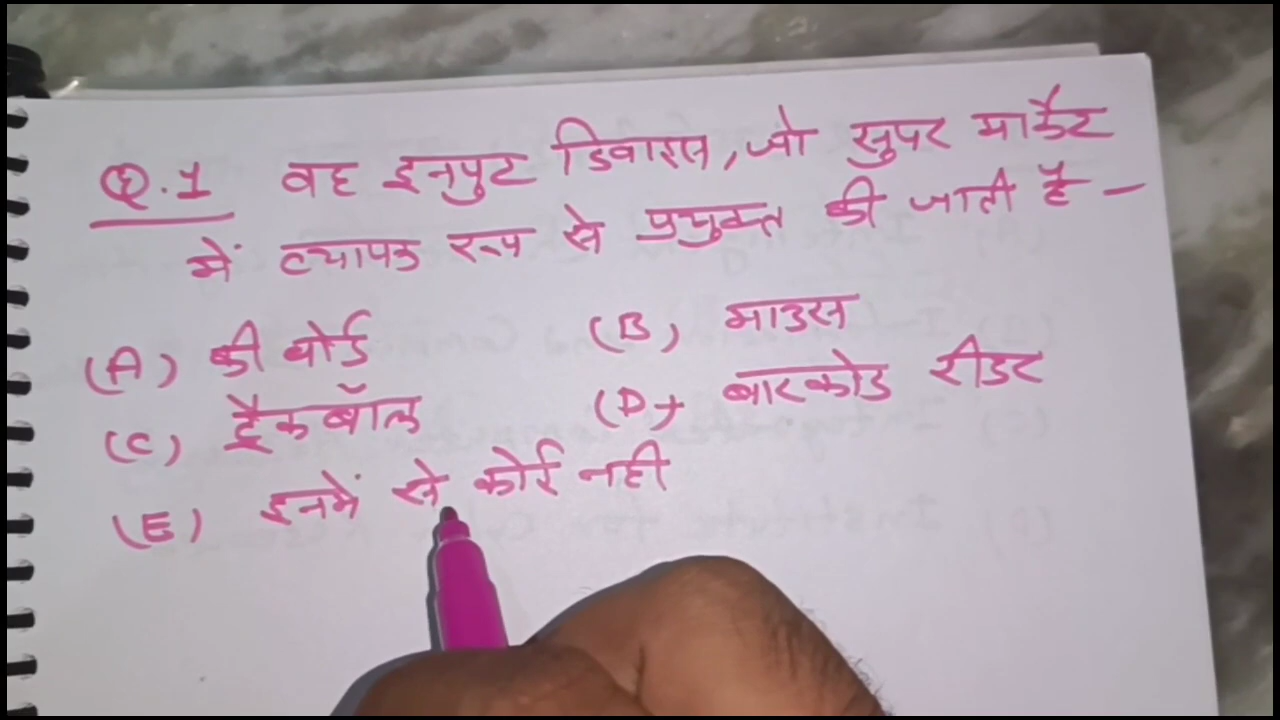 Q.1 वह इनपुट डिवाइस, जो सुपर मार्केट
में व्यापक रूप से प्रयुक्त की जाती है -
(A) की बोर्ड (B) माउस
(C) ट्रैकबॉल (D) बारकोड रीडर
(E) इनमें से कोई नही